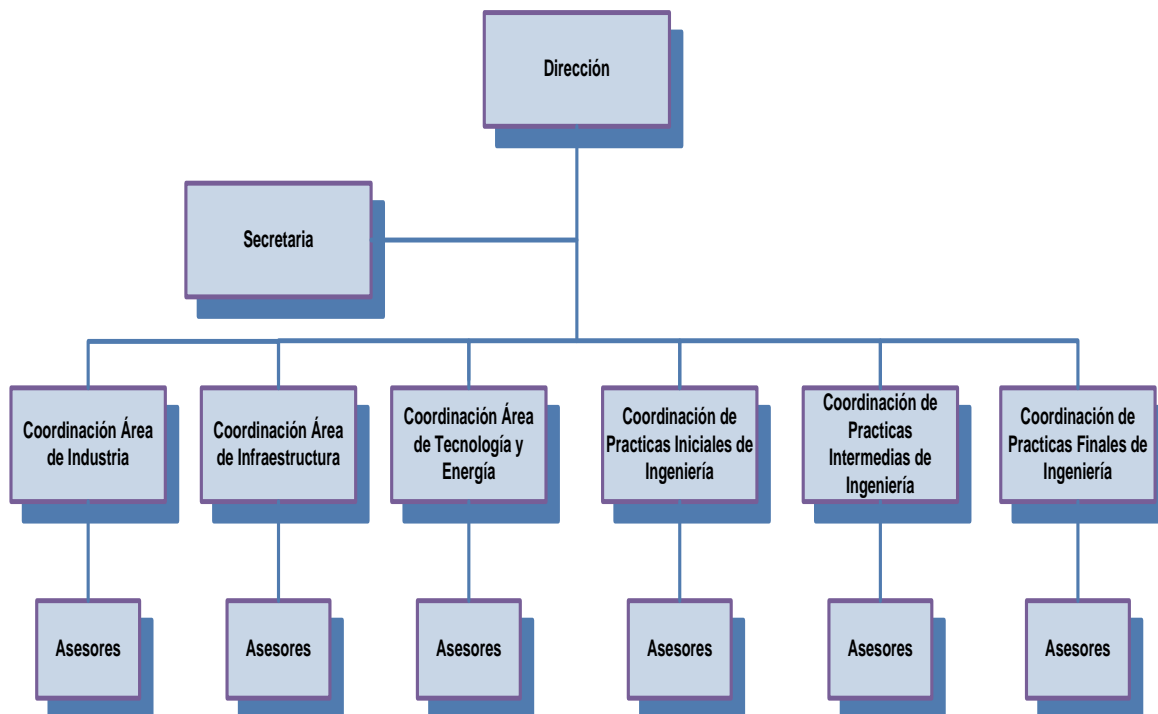 Dirección
Secretaria
Coordinación Área
de Industria
Coordinación Área
de Infraestructura
Coordinación Área
de Tecnología y
Energía
Coordinación de
Practicas Iniciales de
Ingeniería
Coordinación de
Practicas
Intermedias de
Ingeniería
Coordinación de
Practicas Finales de
Ingeniería
Asesores
Asesores
Asesores
Asesores
Asesores
Asesores